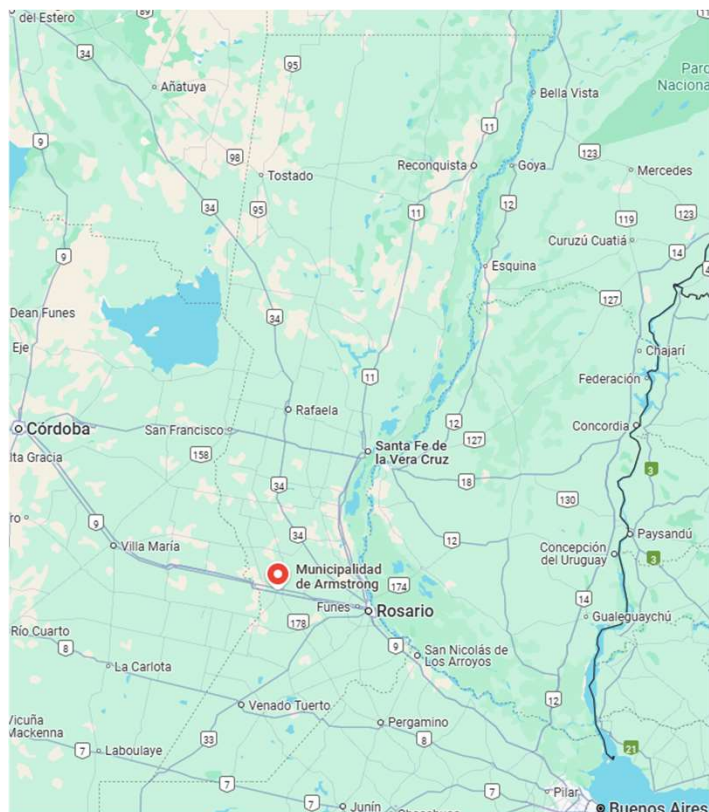 del Estero
89
11
34
95
Añatuya
Parq
Nacional
Bella Vista
9
11
98
Tostado
Reconquista
Goya
123
Mercedes
34
95
11
12
119
123
Curuzú Cuatiá
14
9
Esquina
127
Dean Funes
34
Eje
Chajarí
11
Federación
Rafaela
12
Concordia
Córdoba
San Francisco
127
lta Gracia
158
Santa Fe de
la Vera Cruz
3
34
18
130
ro
9
34
12
Paysandú
Villa María
Concepción
del Uruguay
3
Municipalidad
de Armstrong
174
14
Funes
Rosario
178
Gualeguaychú
Río Cuarto
8
9
San Nicolás de
Los Arroyos
La Carlota
12
Venado Tuerto
Vicuña
Mackenna
33
Pergamino
8
7
Laboulaye
21
7
Pilar
7
Junín
Buenos Aires